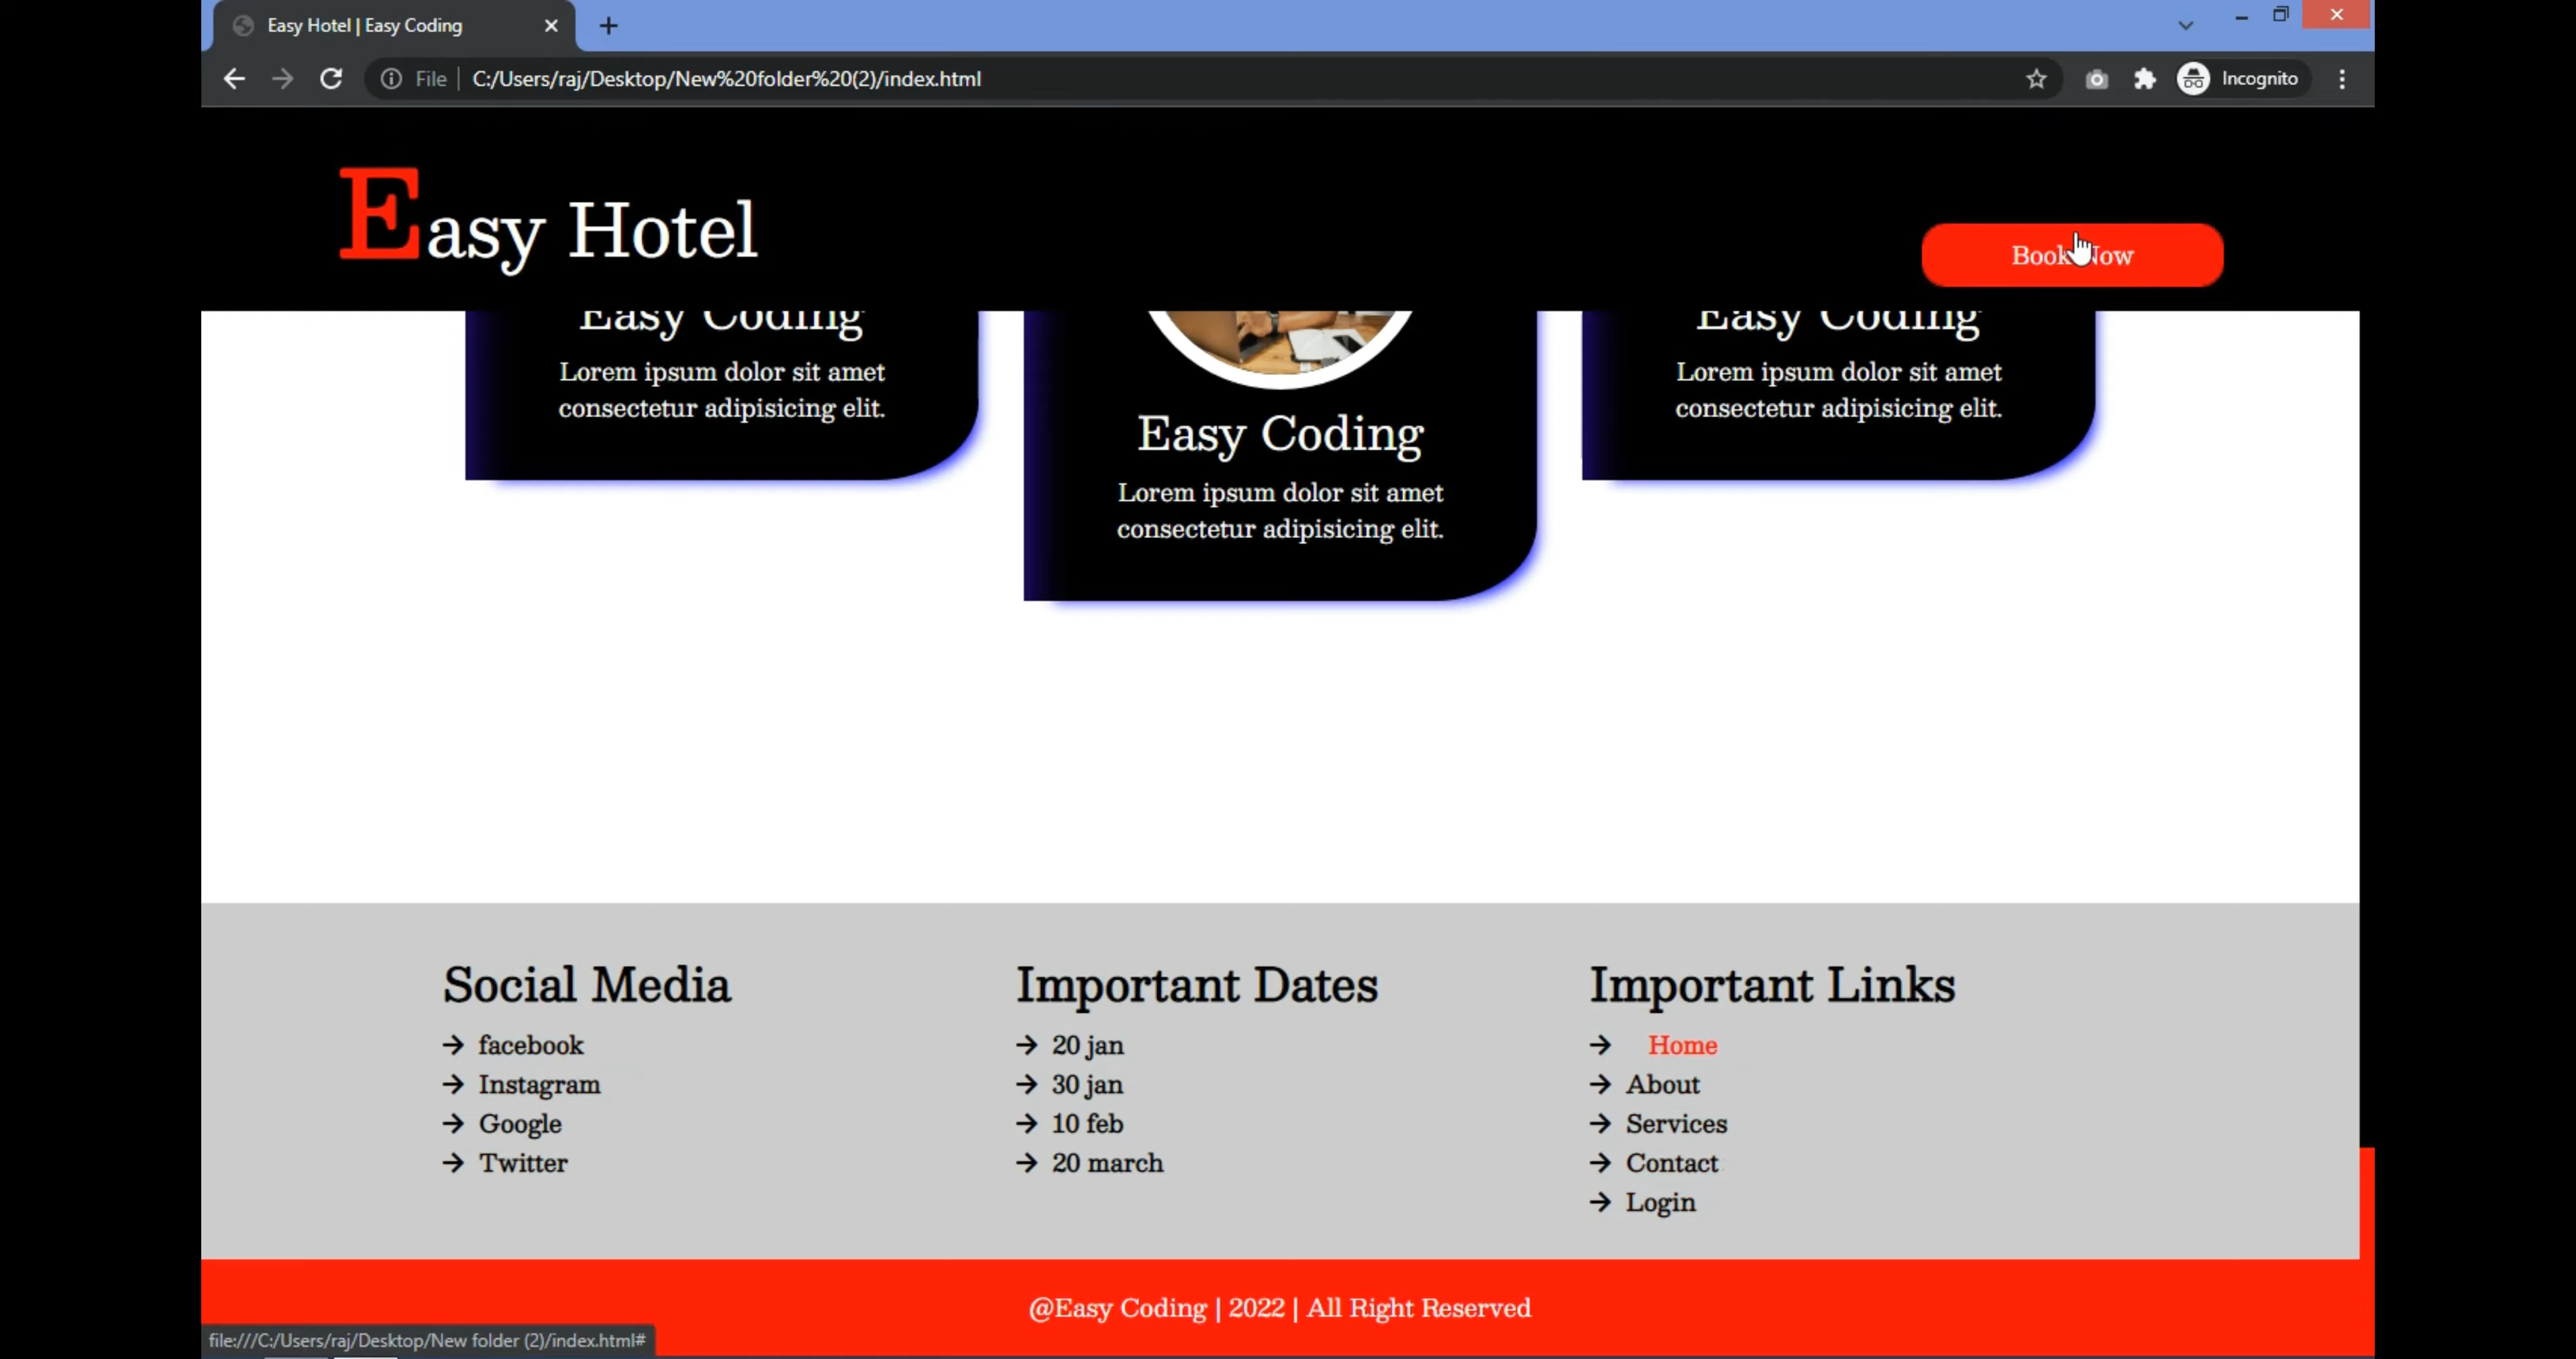 Easy Hotel | Easy Coding
File
C:/Users/raj/Desktop/New%20folder%20(2)/index.html
Incognito
Easy Hotel
Book Now
Easy Coding
Lorem ipsum dolor sit amet
consectetur adipisicing elit.
Easy Coding
Lorem ipsum dolor sit amet
consectetur adipisicing elit.
Easy Coding
Lorem ipsum dolor sit amet
consectetur adipisicing elit.
Social Media
→ facebook
→ Instagram
→ Google
→ Twitter
Important Dates
→ 20 jan
→ 30 jan
→ 10 feb
→ 20 march
Important Links
→ Home
→ About
→ Services
→ Contact
→ Login
@Easy Coding | 2022 | All Right Reserved
file:///C:/Users/raj/Desktop/New folder (2)/index.html#